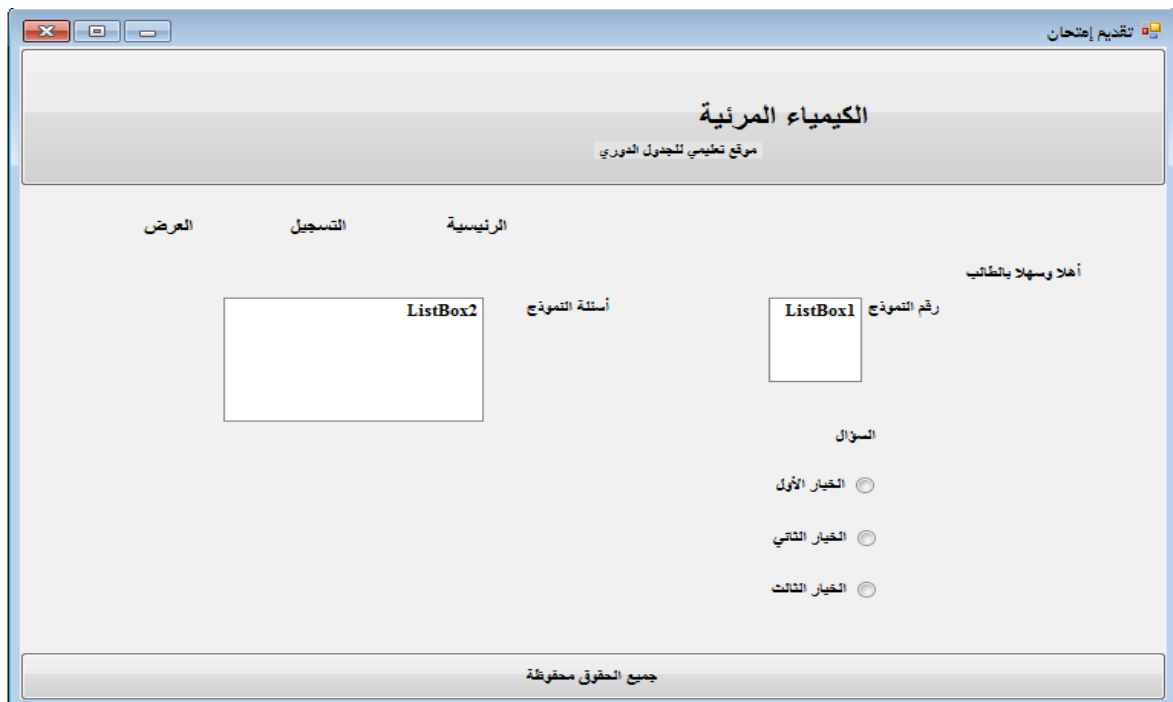 تقديم إمتحان
الكيمياء المرئية
موقع تعليمي للجدول الدوري
الرئيسية التسجيل العرض
أهلا وسهلا بالطالب
رقم النموذج ListBox1 أسئلة النموذج ListBox2
السؤال
الخيار الأول
الخيار الثاني
الخيار الثالث
جميع الحقوق محفوظة